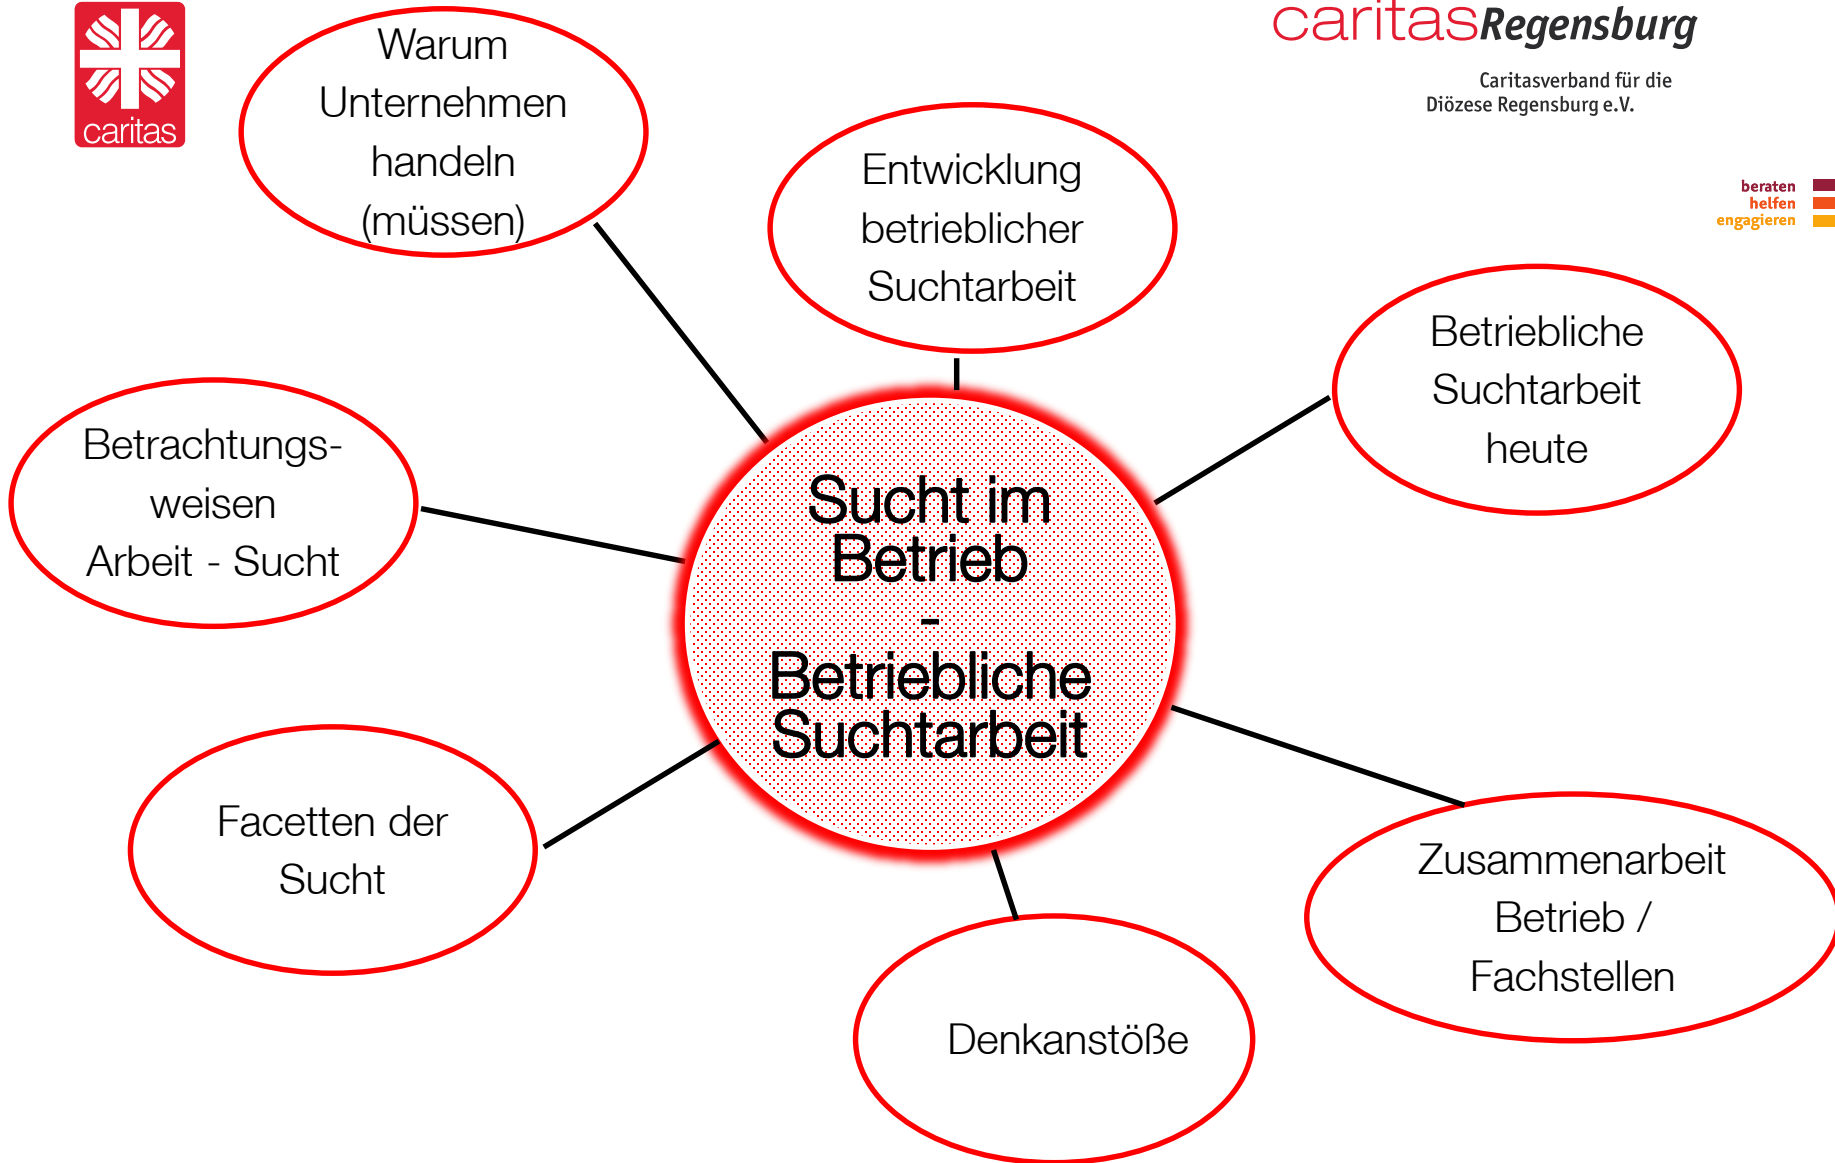 caritas
caritasRegensburg
Caritasverband für die
Diözese Regensburg e.V.
beraten
helfen
engagieren
Warum
Unternehmen
handeln
(müssen)
Entwicklung
betrieblicher
Suchtarbeit
Betriebliche
Suchtarbeit
heute
Betrachtungs-
weisen
Arbeit - Sucht
Sucht im
Betrieb
-
Betriebliche
Suchtarbeit
Facetten der
Sucht
Zusammenarbeit
Betrieb /
Fachstellen
Denkanstöße